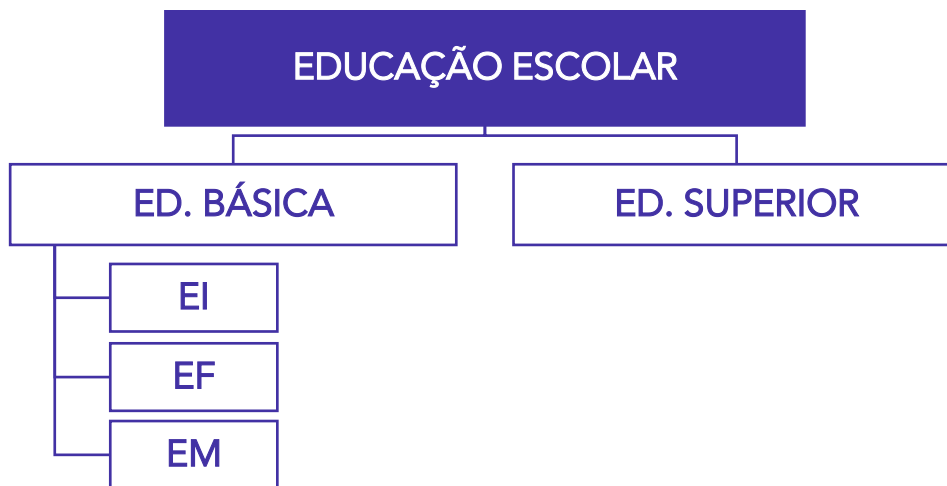 EDUCAÇÃO ESCOLAR
ED. BÁSICA
ED. SUPERIOR
EI
EF
EM